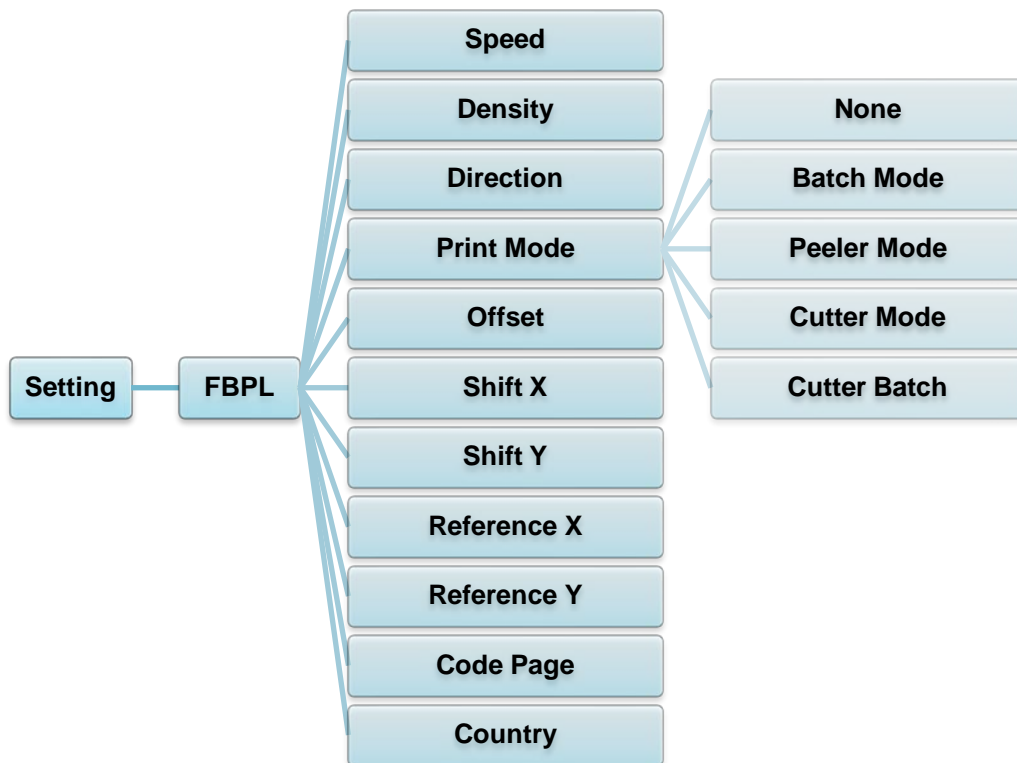 Setting
FBPL
Speed
Density
Direction
Print Mode
Offset
Shift X
Shift Y
Reference X
Reference Y
Code Page
Country
None
Batch Mode
Peeler Mode
Cutter Mode
Cutter Batch